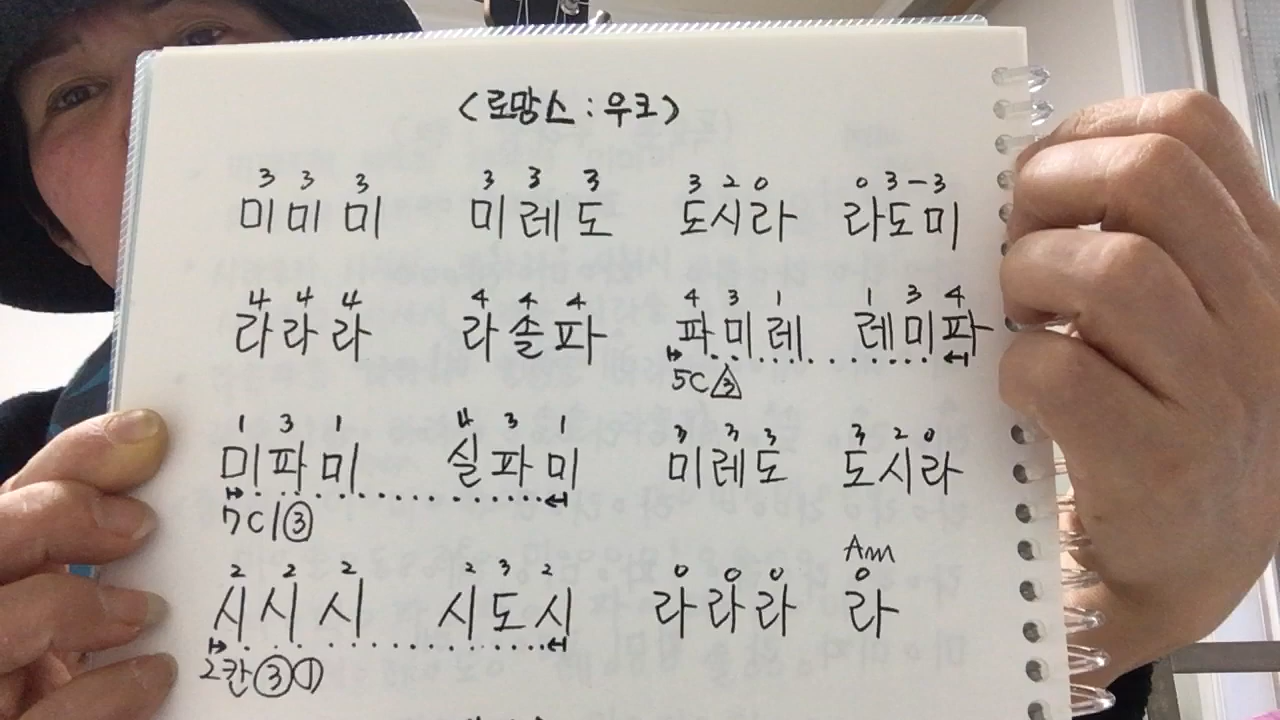 <로망스:우크>
3 3 3 3 3 3 3 2 0 0 3-3
미미미 미레도 도시라 라도미
4 4 4 4 4 4 4 3 1 1 3 4
라라라 라솔파 파미레 레미파
5C 3
1 3 1 4 3 1 3 3 3 3 2 0
미파미 실파미 미레도 도시라
7C 1 3
Am
2 2 2 2 3 2 0 0 0 0
시시시 시도시 라라라 라
2칸 3 1